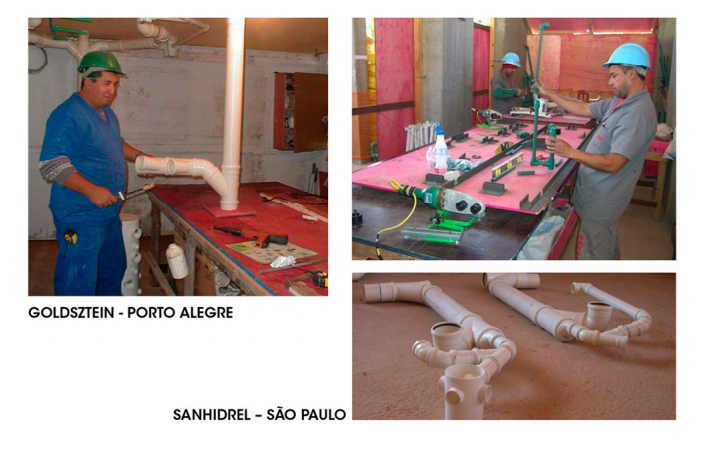 GOLDSZTEIN - PORTO ALEGRE
SANHIDREL – SÃO PAULO